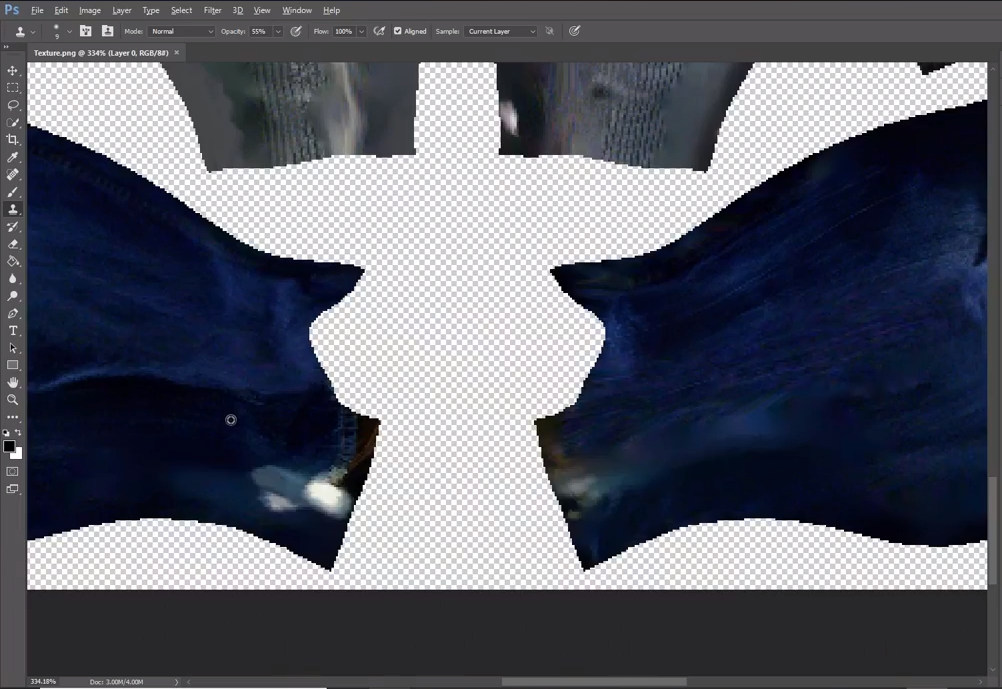 Ps File Edit Image Layer Type Select Filter 3D View Window Help
9 Mode: Normal Opacity: 55% Flow: 100% Aligned Sample: Current Layer
Texture.png @ 334% (Layer 0, RGB/8#) ×
T
334.18% Doc: 3.00M/4.00M